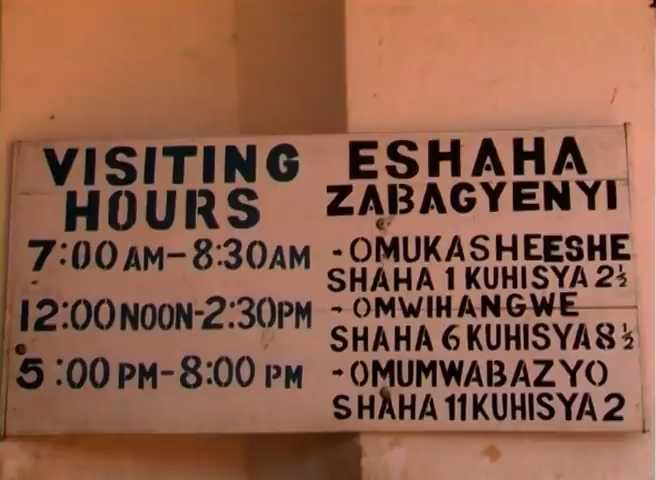 VISITING
HOURS
7:00 AM-8:30AM
12:00 NOON-2:30PM
5:00 PM-8:00 PM
ESHAHA
ZABAGYENYI
-OMUKASHEESHE
SHAHA 1 KUHISYA 2½
-OMWIHANGWE
SHAHA 6 KUHISYA 8½
-OMUMWABAZYO
SHAHA 11 KUHISYA 2